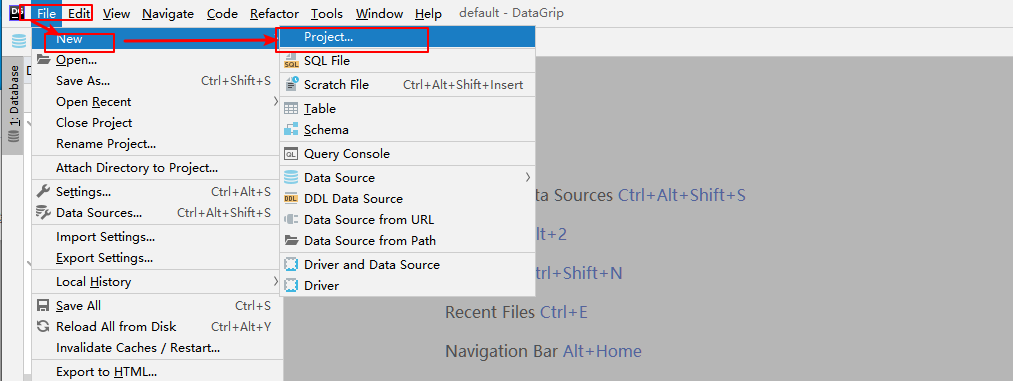 DG File Edit View Navigate Code Refactor Tools Window Help default - DataGrip
New
Open...
Save As... Ctrl+Shift+S
Open Recent
Close Project
Rename Project...
Attach Directory to Project...
Settings... Ctrl+Alt+S
Data Sources... Ctrl+Alt+Shift+S
Import Settings...
Export Settings...
Local History
Save All Ctrl+S
Reload All from Disk Ctrl+Alt+Y
Invalidate Caches / Restart...
Export to HTML...
Project...
SQL SQL File
Scratch File Ctrl+Alt+Shift+Insert
Table
Schema
QL Query Console
Data Source
DDL DDL Data Source
Data Source from URL
Data Source from Path
Driver and Data Source
Driver
1: Database
D
ta Sources Ctrl+Alt+Shift+S
lt+2
trl+Shift+N
Recent Files Ctrl+E
Navigation Bar Alt+Home